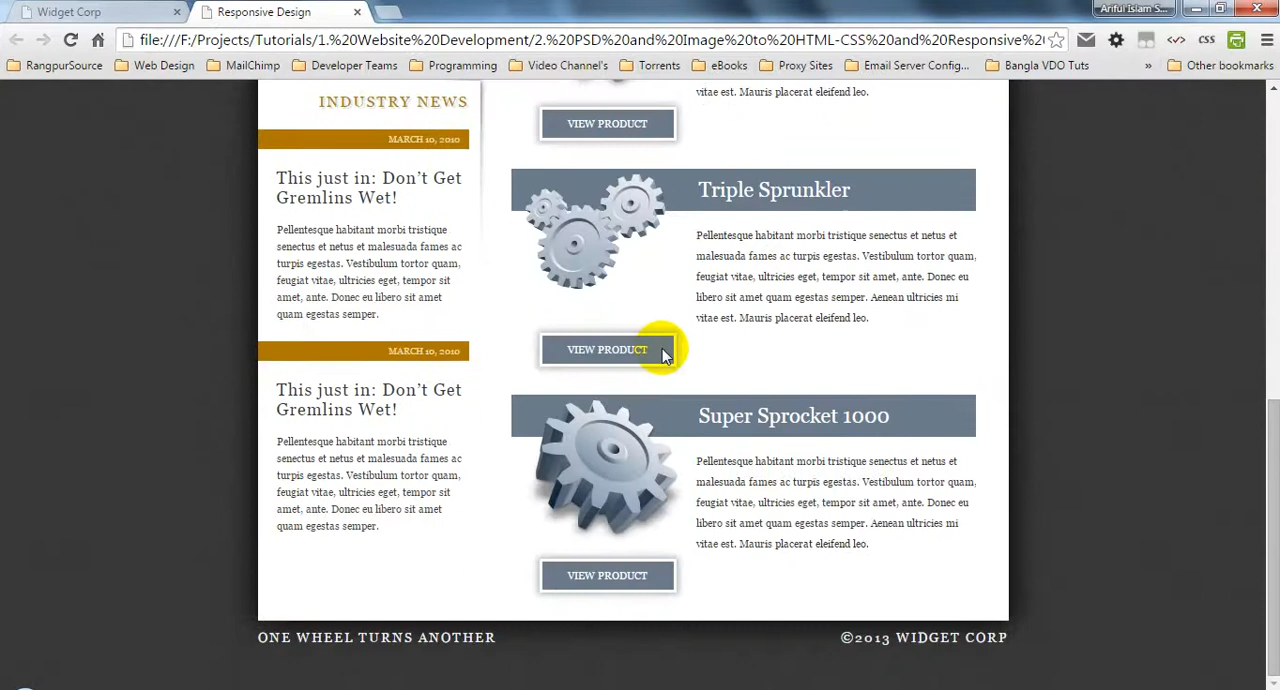 Widget Corp
Responsive Design
Ariful Islam S...
file:///F:/Projects/Tutorials/1.%20Website%20Development/2.%20PSD%20and%20Image%20to%20HTML-CSS%20and%20Responsive%20
CSS
RangpurSource
Web Design
MailChimp
Developer Teams
Programming
Video Channel's
Torrents
eBooks
Proxy Sites
Email Server Config...
Bangla VDO Tuts
»
Other bookmarks
INDUSTRY NEWS
MARCH 10, 2010
This just in: Don't Get
Gremlins Wet!
Pellentesque habitant morbi tristique
senectus et netus et malesuada fames ac
turpis egestas. Vestibulum tortor quam,
feugiat vitae, ultricies eget, tempor sit
amet, ante. Donec eu libero sit amet
quam egestas semper.
MARCH 10, 2010
This just in: Don't Get
Gremlins Wet!
Pellentesque habitant morbi tristique
senectus et netus et malesuada fames ac
turpis egestas. Vestibulum tortor quam,
feugiat vitae, ultricies eget, tempor sit
amet, ante. Donec eu libero sit amet
quam egestas semper.
vitae est. Mauris placerat eleifend leo.
VIEW PRODUCT
Triple Sprunkler
Pellentesque habitant morbi tristique senectus et netus et
malesuada fames ac turpis egestas. Vestibulum tortor quam,
feugiat vitae, ultricies eget, tempor sit amet, ante. Donec eu
libero sit amet quam egestas semper. Aenean ultricies mi
vitae est. Mauris placerat eleifend leo.
VIEW PRODUCT
Super Sprocket 1000
Pellentesque habitant morbi tristique senectus et netus et
malesuada fames ac turpis egestas. Vestibulum tortor quam,
feugiat vitae, ultricies eget, tempor sit amet, ante. Donec eu
libero sit amet quam egestas semper. Aenean ultricies mi
vitae est. Mauris placerat eleifend leo.
VIEW PRODUCT
ONE WHEEL TURNS ANOTHER
©2013 WIDGET CORP